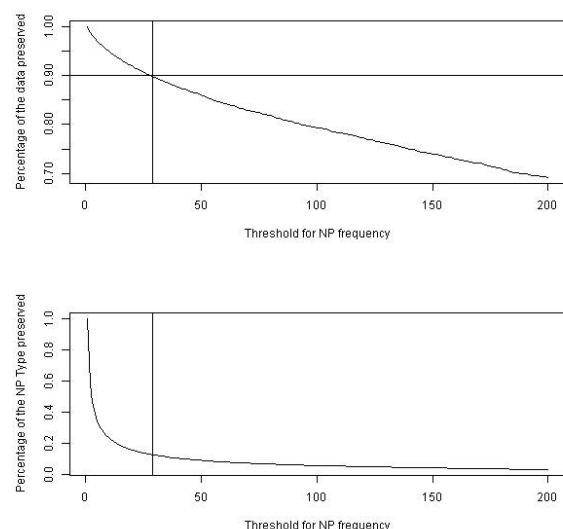 Percentage of the data preserved
1.00
0.90
0.80
0.70
0 50 100 150 200
Threshold for NP frequency
Percentage of the NP Type preserved
1.0
0.8
0.6
0.4
0.2
0.0
0 50 100 150 200
Threshold for NP frequency